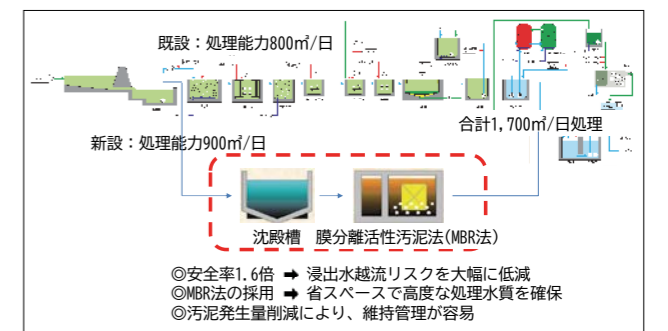 既設：処理能力800㎥/日
合計1,700㎥/日処理
新設：処理能力900㎥/日
沈殿槽 膜分離活性汚泥法(MBR法)
◎安全率1.6倍 ➡ 浸出水越流リスクを大幅に低減
◎MBR法の採用 ➡ 省スペースで高度な処理水質を確保
◎汚泥発生量削減により、維持管理が容易